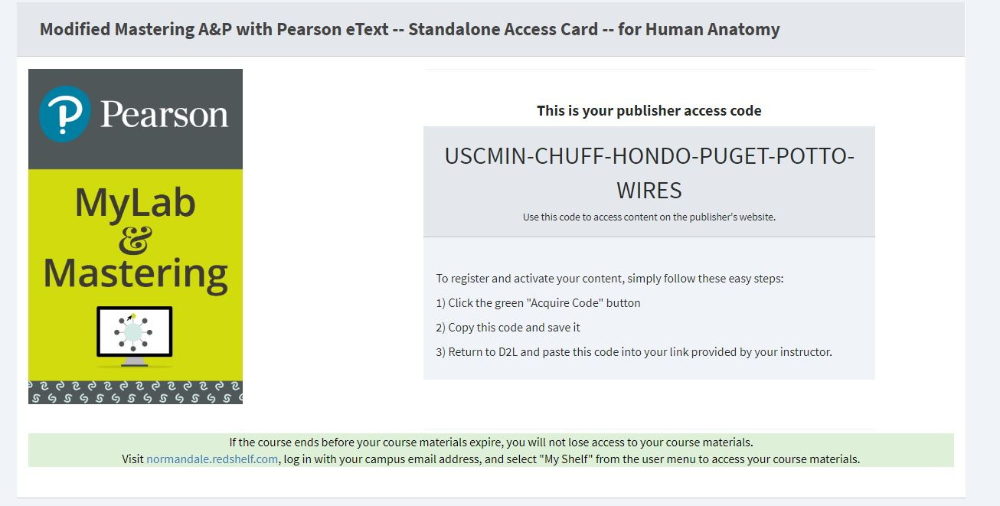 Modified Mastering A&P with Pearson eText -- Standalone Access Card -- for Human Anatomy
Pearson
MyLab
&
Mastering
This is your publisher access code
USCMIN-CHUFF-HONDO-PUGET-POTTO-
WIRES
Use this code to access content on the publisher's website.
To register and activate your content, simply follow these easy steps:
1) Click the green "Acquire Code" button
2) Copy this code and save it
3) Return to D2L and paste this code into your link provided by your instructor.
If the course ends before your course materials expire, you will not lose access to your course materials.
Visit normandale.redshelf.com, log in with your campus email address, and select "My Shelf" from the user menu to access your course materials.